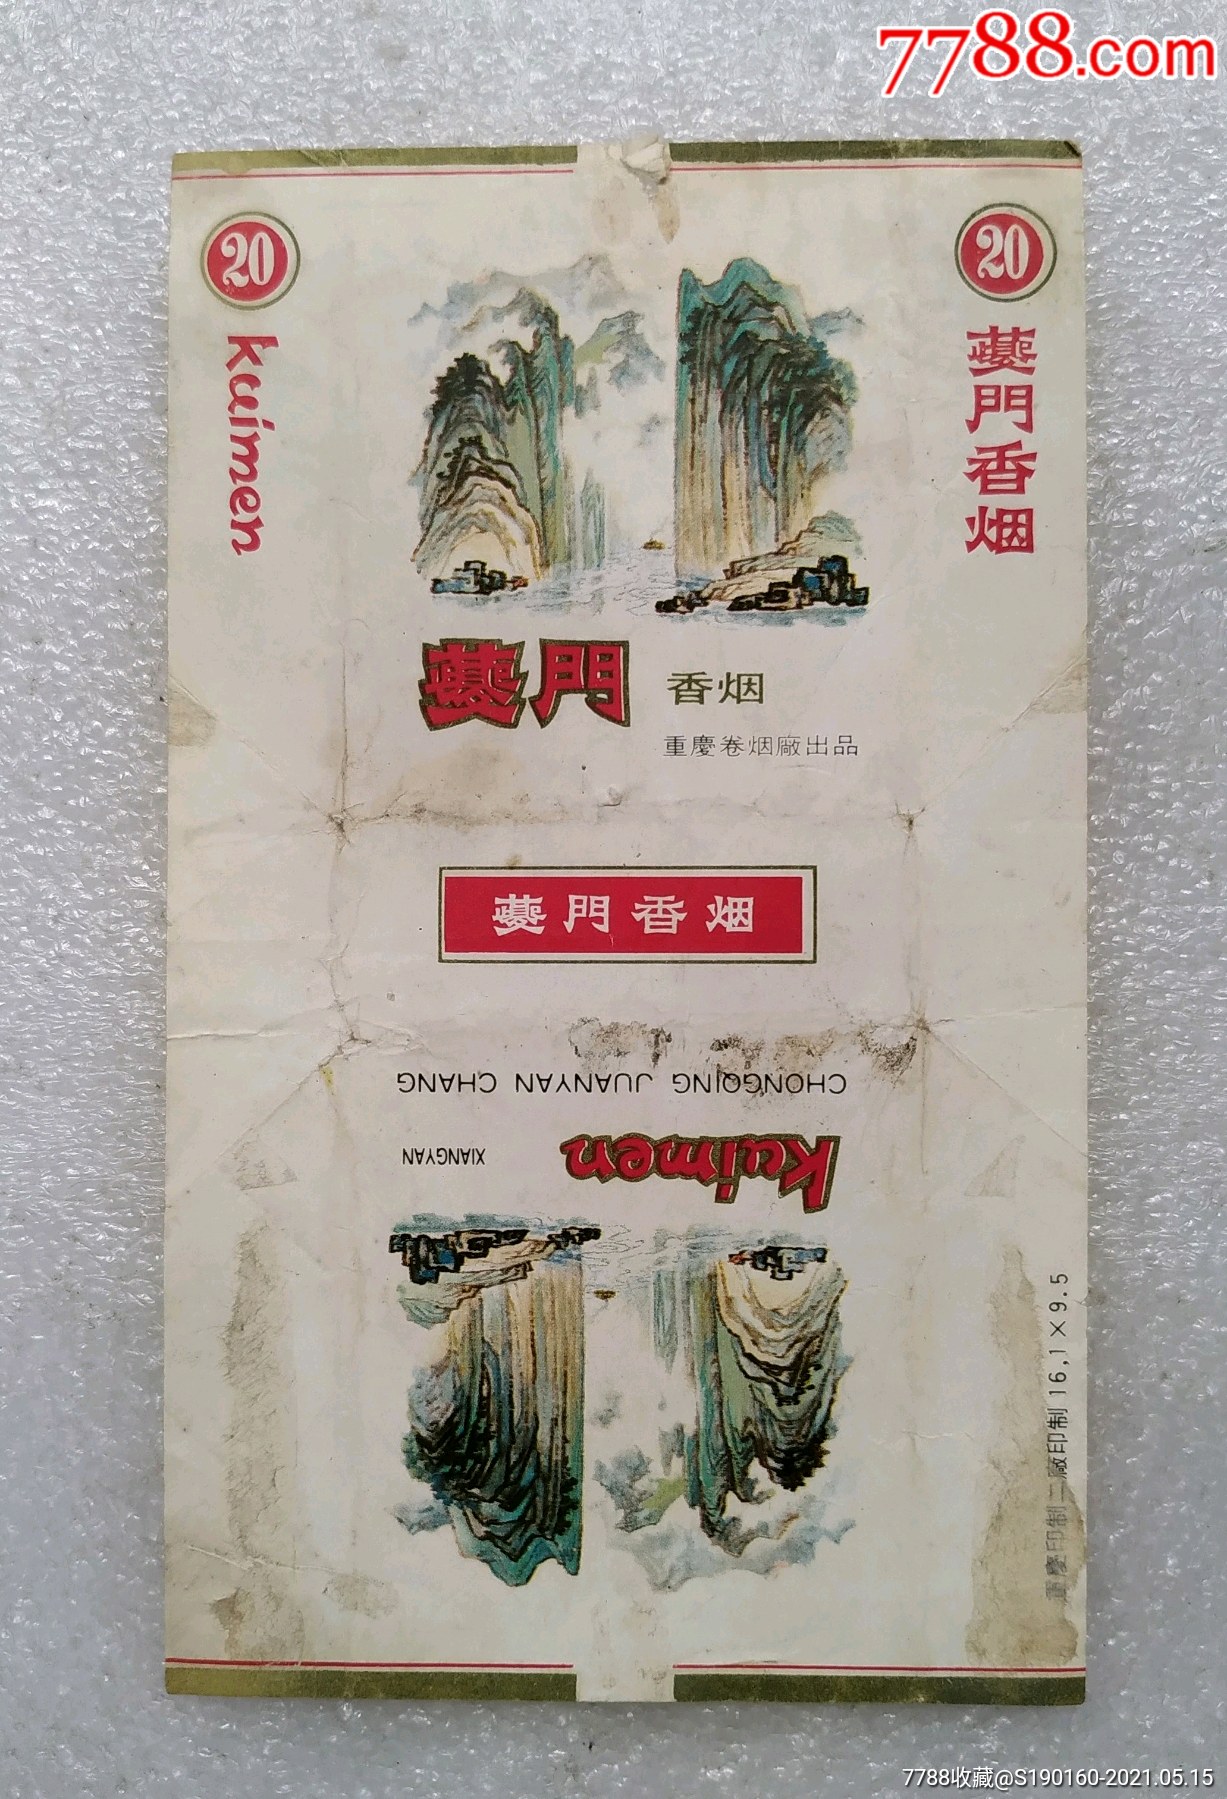 7788.com
20
20
Kuimen
夔門香烟
夔門 香烟
重慶卷烟廠出品
夔門香烟
CHONGQING JUANYAN CHANG
Kuimen XIANGYAN
重慶印制二廠印制 16.1×9.5
7788收藏@S190160-2021.05.15